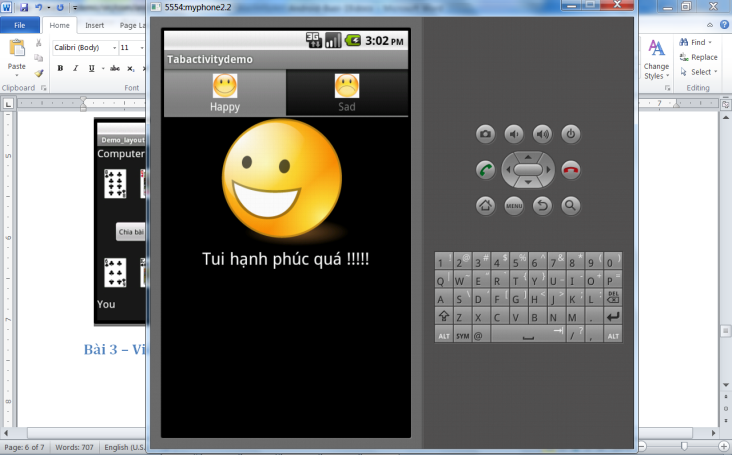 5554:myphone2.2
File
Home
Insert
Page La
Calibri (Body)
11
Paste
B I U abc x,
Clipboard
Font
Find
Replace
Select
Change
Styles
Editing
3G
3:02 PM
Tabactivitydemo
Happy
Sad
Tui hạnh phúc quá !!!!!
Demo_layout
Computer
Chia bài
You
Bài 3 – Vi
MENU
1 ! 2 @ 3 # 4 $ 5 % 6 ^ 7 & 8 * 9 ( 0 )
Q W E R T Y U I O P
A S D F G H J K L DEL
Z X C V B N M .
ALT SYM @ / ? , ALT
Page: 6 of 7
Words: 707
English (U.S.